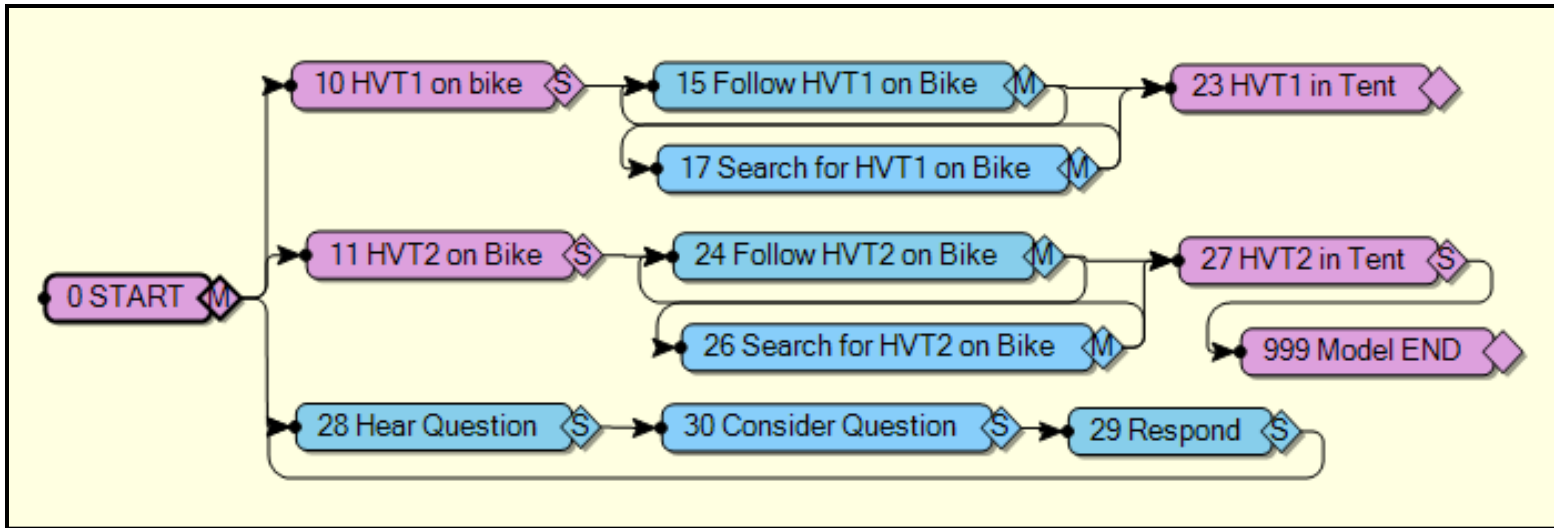 10 HVT1 on bike S
15 Follow HVT1 on Bike M
23 HVT1 in Tent
17 Search for HVT1 on Bike M
11 HVT2 on Bike S
24 Follow HVT2 on Bike M
27 HVT2 in Tent S
0 START M
26 Search for HVT2 on Bike M
999 Model END
28 Hear Question S
30 Consider Question S
29 Respond S